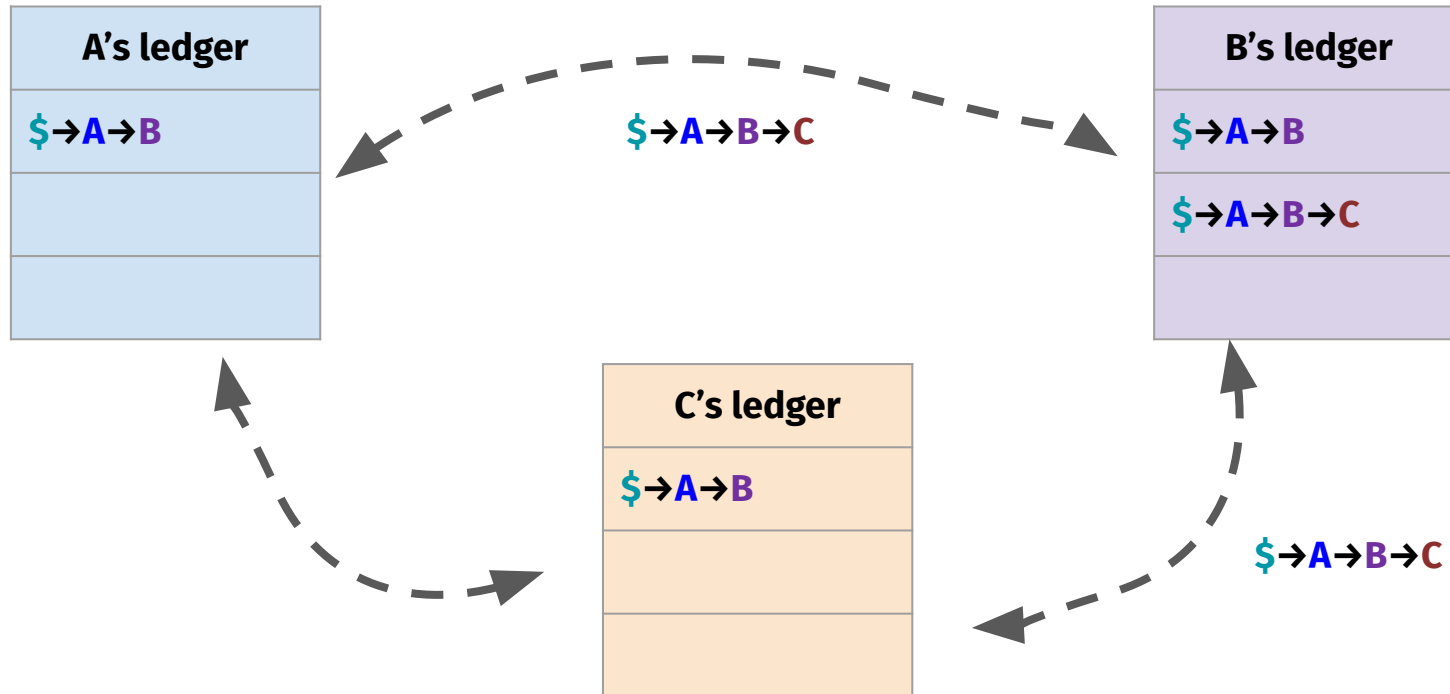 A’s ledger
$→A→B
$→A→B→C
B’s ledger
$→A→B
$→A→B→C
C’s ledger
$→A→B
$→A→B→C